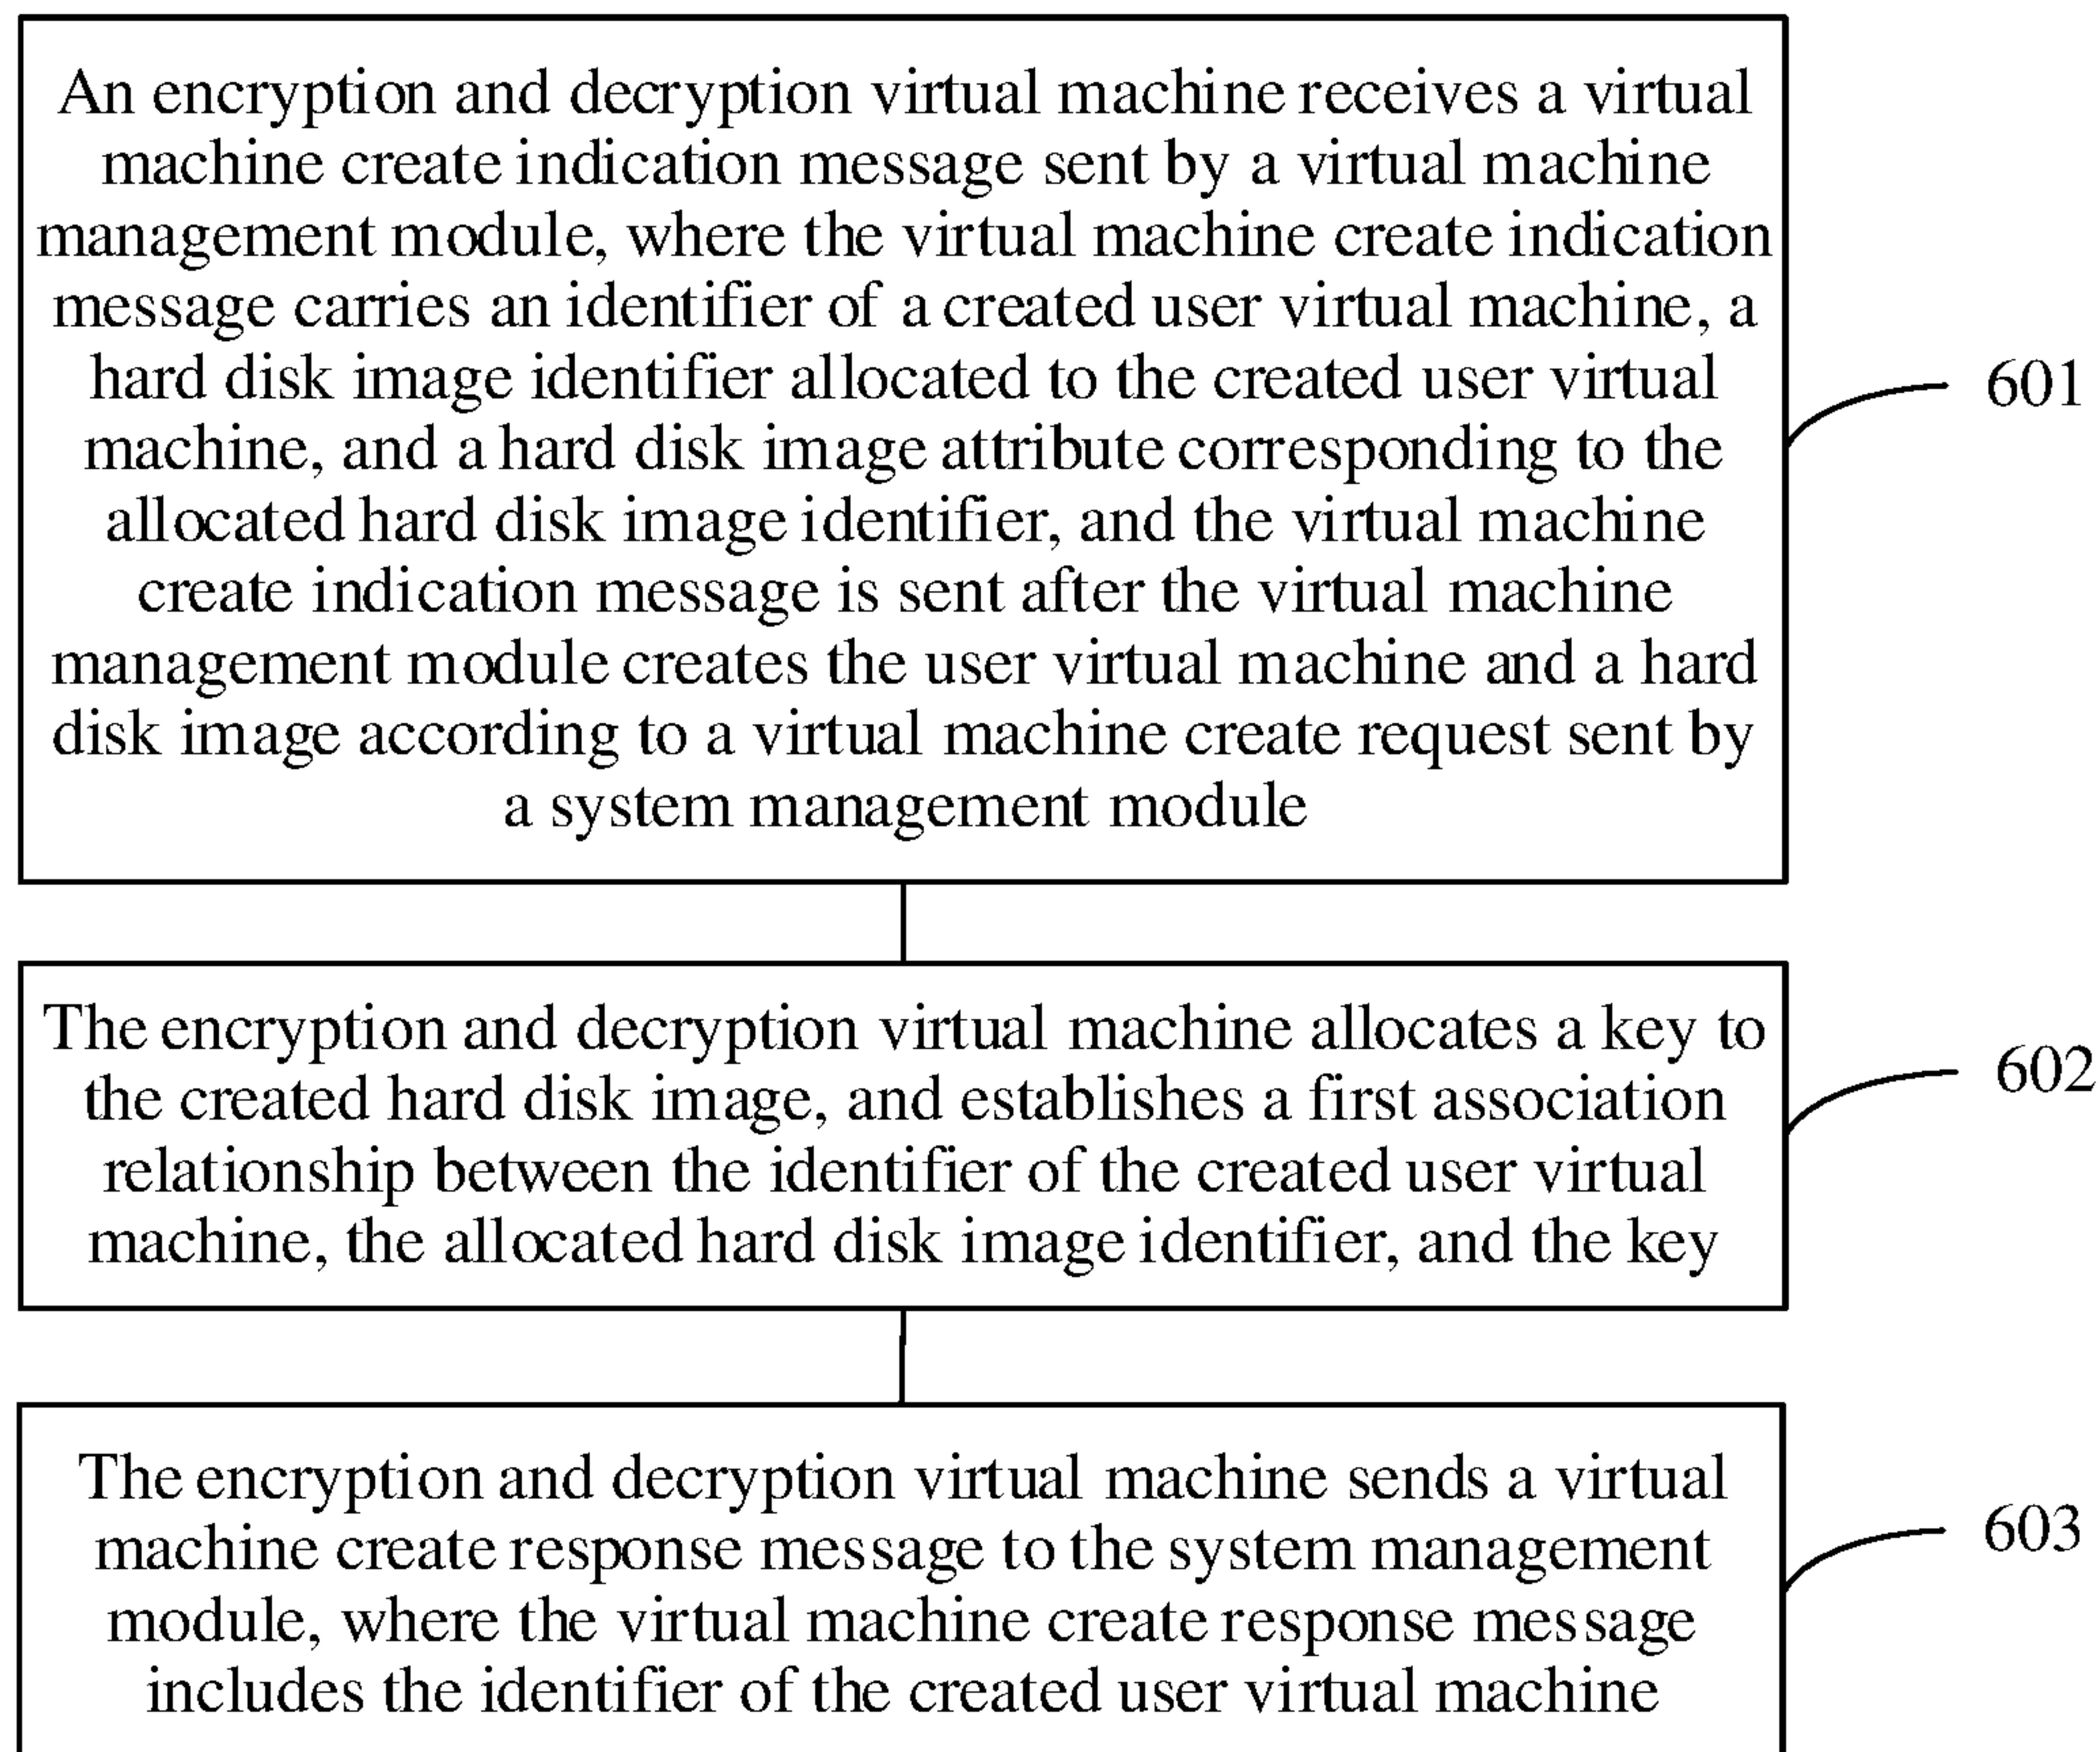 An encryption and decryption virtual machine receives a virtual
machine create indication message sent by a virtual machine
management module, where the virtual machine create indication
message carries an identifier of a created user virtual machine, a
hard disk image identifier allocated to the created user virtual
machine, and a hard disk image attribute corresponding to the
allocated hard disk image identifier, and the virtual machine
create indication message is sent after the virtual machine
management module creates the user virtual machine and a hard
disk image according to a virtual machine create request sent by
a system management module
601
The encryption and decryption virtual machine allocates a key to
the created hard disk image, and establishes a first association
relationship between the identifier of the created user virtual
machine, the allocated hard disk image identifier, and the key
602
The encryption and decryption virtual machine sends a virtual
machine create response message to the system management
module, where the virtual machine create response message
includes the identifier of the created user virtual machine
603